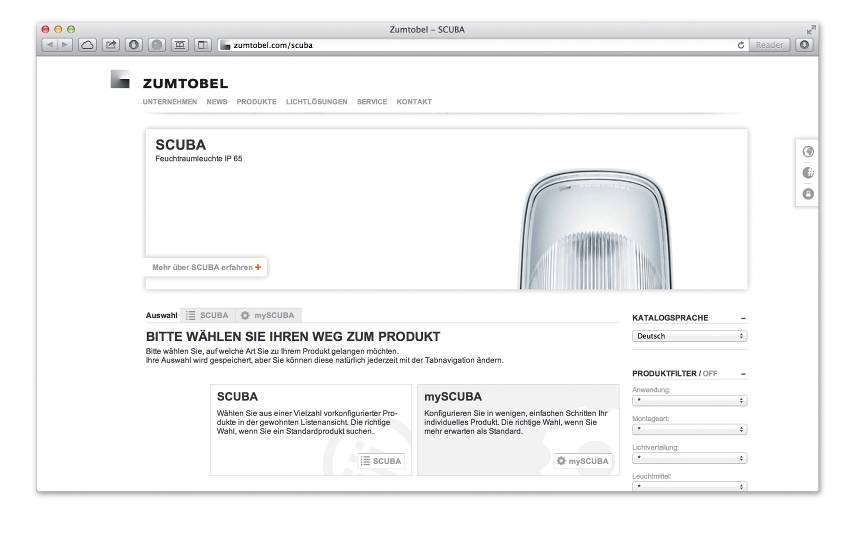 Zumtobel – SCUBA
zumtobel.com/scuba
Reader
ZUMTOBEL
UNTERNEHMEN NEWS PRODUKTE LICHTLÖSUNGEN SERVICE KONTAKT
SCUBA
Feuchtraumleuchte IP 65
Mehr über SCUBA erfahren +
Auswahl SCUBA mySCUBA
BITTE WÄHLEN SIE IHREN WEG ZUM PRODUKT
Bitte wählen Sie, auf welche Art Sie zu Ihrem Produkt gelangen möchten.
Ihre Auswahl wird gespeichert, aber Sie können diese natürlich jederzeit mit der Tabnavigation ändern.
SCUBA
Wählen Sie aus einer Vielzahl vorkonfigurierter Pro-
dukte in der gewohnten Listenansicht. Die richtige
Wahl, wenn Sie ein Standardprodukt suchen.
SCUBA
mySCUBA
Konfigurieren Sie in wenigen, einfachen Schritten Ihr
individuelles Produkt. Die richtige Wahl, wenn Sie
mehr erwarten als Standard.
mySCUBA
KATALOGSPRACHE –
Deutsch
PRODUKTFILTER / OFF –
Anwendung:
*
Montageart:
*
Lichtverteilung:
*
Leuchtmittel:
*